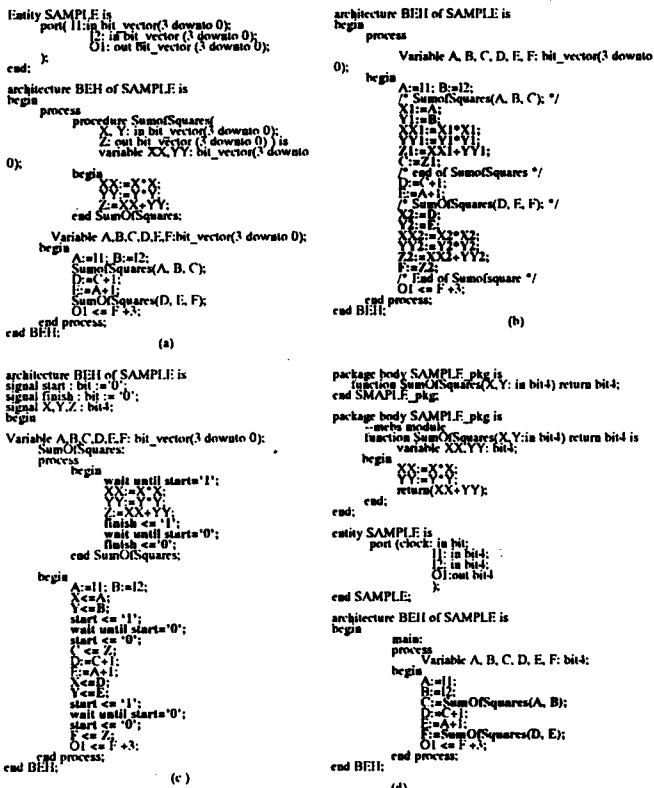 Entity SAMPLE is
port( I1:in bit_vector(3 downto 0);
I2: in bit_vector (3 downto 0);
O1: out bit_vector (3 downto 0);
);
end;
architecture BEH of SAMPLE is
begin
process
procedure SumofSquares(
X, Y: in bit_vector(3 downto 0);
Z: out bit_vector (3 downto 0) ) is
variable XX,YY: bit_vector(3 downto
0);
begin
XX:=X*X;
YY:=Y*Y;
Z:=XX+YY;
end SumOfSquares;
Variable A,B,C,D,E,F:bit_vector(3 downto 0);
begin
A:=I1; B:=I2;
SumofSquares(A, B, C);
D:=C+1;
E:=A+1;
SumOfSquares(D, E, F);
O1 <= F +3;
end process;
end BEH;
(a)
architecture BEH of SAMPLE is
begin
process
Variable A, B, C, D, E, F: bit_vector(3 downto
0);
begin
A:=I1; B:=I2;
/* SumofSquares(A, B, C); */
X1:=A;
Y1:=B;
XX1:=X1*X1;
YY1:=Y1*Y1;
Z1:=XX1+YY1;
C:=Z1;
/* end of SumofSquares */
D:=C+1;
E:=A+1;
/* SumOfSquares(D, E, F); */
X2:=D;
Y2:=E;
XX2:=X2*X2;
YY2:=Y2*Y2;
Z2:=XX2+YY2;
F:=Z2;
/* End of Sumofsquare */
O1 <= F +3;
end process;
end BEH;
(b)
architecture BEH of SAMPLE is
signal start : bit := '0';
signal finish : bit := '0';
signal X,Y,Z : bit4;
begin
Variable A,B,C,D,E,F: bit_vector(3 downto 0);
SumOfSquares:
process
begin
wait until start='1';
XX:=X*X;
YY:=Y*Y;
Z:=XX+YY;
finish <= '1';
wait until start='0';
finish <='0';
end SumOfSquares;
begin
A:=I1; B:=I2;
X<=A;
Y<=B;
start <= '1';
wait until start='0';
start <= '0';
C <= Z;
D:=C+1;
E:=A+1;
X<=D;
Y<=E;
start <= '1';
wait until start='0';
start <= '0';
F <= Z;
O1 <= F +3;
end process;
end BEH;
(c )
package body SAMPLE_pkg is
function SumOfSquares(X,Y: in bit4) return bit4;
end SMAPLE_pkg;
package body SAMPLE_pkg is
--mebs module
function SumOfSquares(X,Y:in bit4) return bit4 is
variable XX,YY: bit4;
begin
XX:=X*X;
YY:=Y*Y;
return(XX+YY);
end;
end;
entity SAMPLE is
port (clock: in bit;
I1: in bit4;
I2: in bit4;
O1:out bit4
);
end SAMPLE;
architecture BEH of SAMPLE is
begin
main:
process
Variable A, B, C, D, E, F: bit4;
begin
A:=I1;
B:=I2
C:=SumOfSquares(A, B);
D:=C+1;
E:=A+1;
F:=SumOfSquares(D, E);
O1 <= F +3;
end process;
end BEH;
(d)